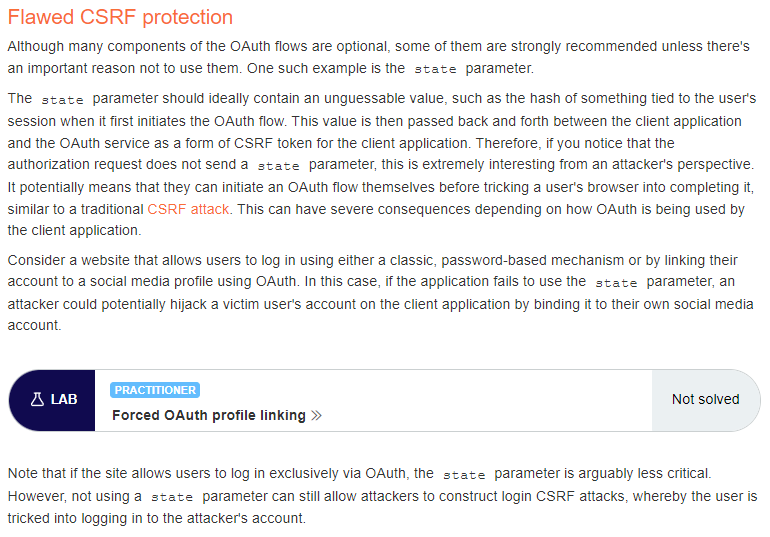 Flawed CSRF protection
Although many components of the OAuth flows are optional, some of them are strongly recommended unless there's
an important reason not to use them. One such example is the state parameter.
The state parameter should ideally contain an unguessable value, such as the hash of something tied to the user's
session when it first initiates the OAuth flow. This value is then passed back and forth between the client application
and the OAuth service as a form of CSRF token for the client application. Therefore, if you notice that the
authorization request does not send a state parameter, this is extremely interesting from an attacker's perspective.
It potentially means that they can initiate an OAuth flow themselves before tricking a user's browser into completing it,
similar to a traditional CSRF attack. This can have severe consequences depending on how OAuth is being used by
the client application.
Consider a website that allows users to log in using either a classic, password-based mechanism or by linking their
account to a social media profile using OAuth. In this case, if the application fails to use the state parameter, an
attacker could potentially hijack a victim user's account on the client application by binding it to their own social media
account.
LAB
PRACTITIONER
Forced OAuth profile linking »
Not solved
Note that if the site allows users to log in exclusively via OAuth, the state parameter is arguably less critical.
However, not using a state parameter can still allow attackers to construct login CSRF attacks, whereby the user is
tricked into logging in to the attacker's account.